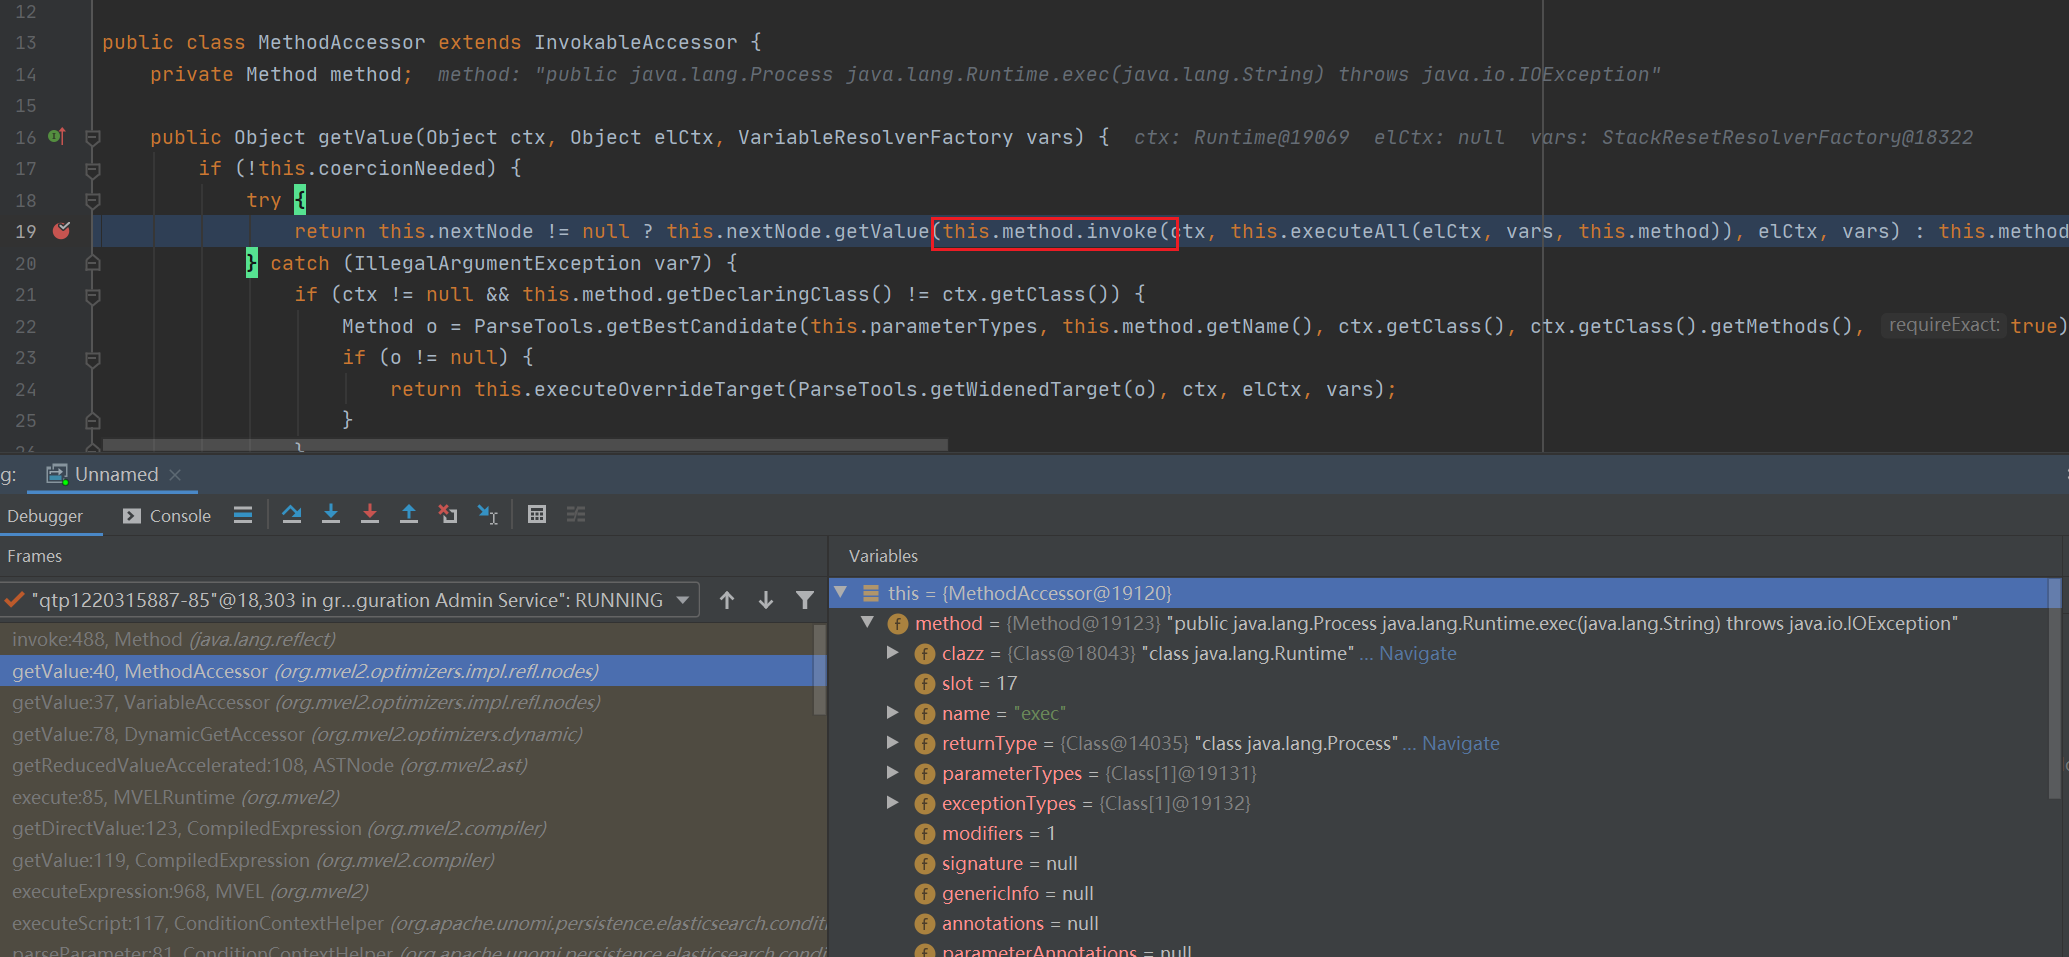 12
13 public class MethodAccessor extends InvokableAccessor {
14 private Method method; method: "public java.lang.Process java.lang.Runtime.exec(java.lang.String) throws java.io.IOException"
15
16 public Object getValue(Object ctx, Object elCtx, VariableResolverFactory vars) { ctx: Runtime@19069 elCtx: null vars: StackResetResolverFactory@18322
17 if (!this.coercionNeeded) {
18 try {
19 return this.nextNode != null ? this.nextNode.getValue(this.method.invoke(ctx, this.executeAll(elCtx, vars, this.method)), elCtx, vars) : this.method
20 } catch (IllegalArgumentException var7) {
21 if (ctx != null && this.method.getDeclaringClass() != ctx.getClass()) {
22 Method o = ParseTools.getBestCandidate(this.parameterTypes, this.method.getName(), ctx.getClass(), ctx.getClass().getMethods(), requireExact: true)
23 if (o != null) {
24 return this.executeOverrideTarget(ParseTools.getWidenedTarget(o), ctx, elCtx, vars);
25 }
26 }
g: Unnamed
Debugger Console
Frames
"qtp1220315887-85"@18,303 in gr...guration Admin Service": RUNNING
invoke:488, Method (java.lang.reflect)
getValue:40, MethodAccessor (org.mvel2.optimizers.impl.refl.nodes)
getValue:37, VariableAccessor (org.mvel2.optimizers.impl.refl.nodes)
getValue:78, DynamicGetAccessor (org.mvel2.optimizers.dynamic)
getReducedValueAccelerated:108, ASTNode (org.mvel2.ast)
execute:85, MVELRuntime (org.mvel2)
getDirectValue:123, CompiledExpression (org.mvel2.compiler)
getValue:119, CompiledExpression (org.mvel2.compiler)
executeExpression:968, MVEL (org.mvel2)
executeScript:117, ConditionContextHelper (org.apache.unomi.persistence.elasticsearch.conditi
parseParameter:81, ConditionContextHelper (org.apache.unomi.persistence.elasticsearch.condi
Variables
this = {MethodAccessor@19120}
method = {Method@19123} "public java.lang.Process java.lang.Runtime.exec(java.lang.String) throws java.io.IOException"
clazz = {Class@18043} "class java.lang.Runtime" ... Navigate
slot = 17
name = "exec"
returnType = {Class@14035} "class java.lang.Process" ... Navigate
parameterTypes = {Class[1]@19131}
exceptionTypes = {Class[1]@19132}
modifiers = 1
signature = null
genericInfo = null
annotations = null
parameterAnnotations = null